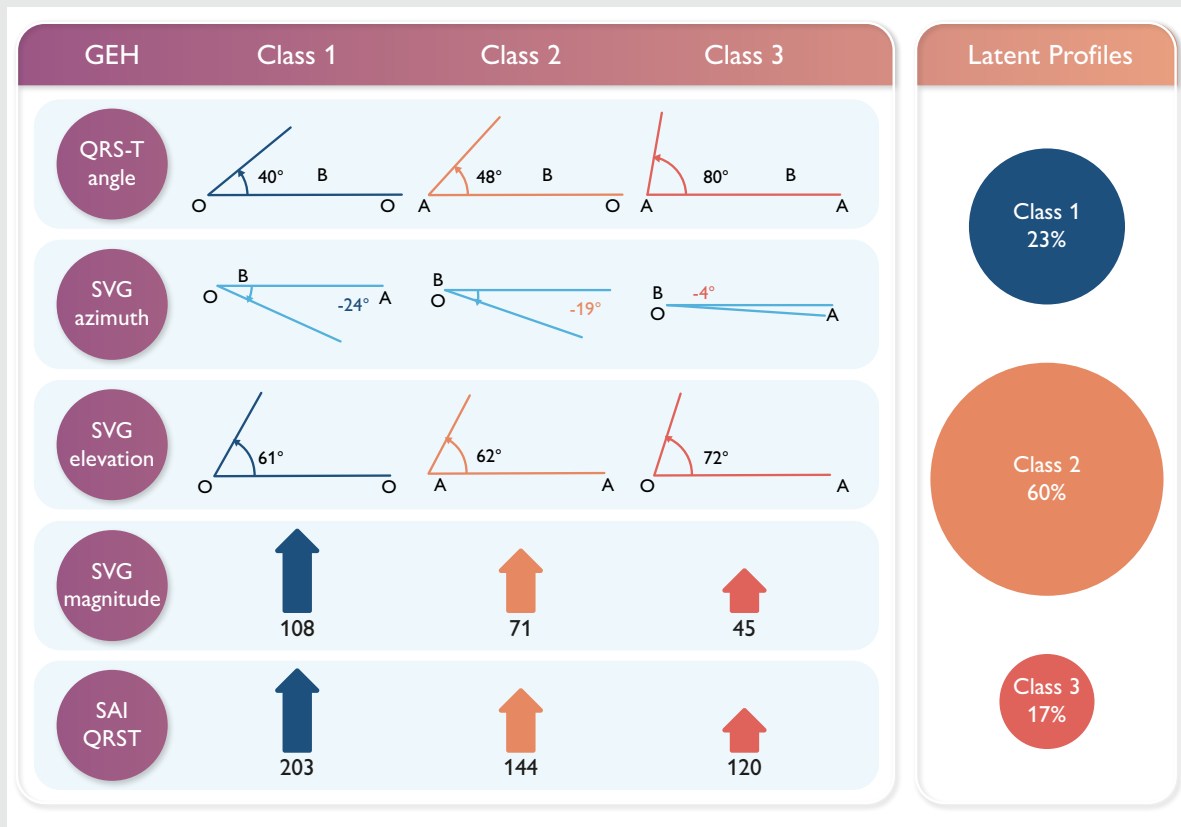 GEH Class 1 Class 2 Class 3
Latent Profiles
QRS-T
angle
40° B
O O
48° B
A O
80° B
A A
SVG
azimuth
B
O -24° A
B
O -19°
B -4°
O A
SVG
elevation
61°
O O
62°
A A
72°
O A
SVG
magnitude
108 71 45
SAI
QRST
203 144 120
Class 1
23%
Class 2
60%
Class 3
17%